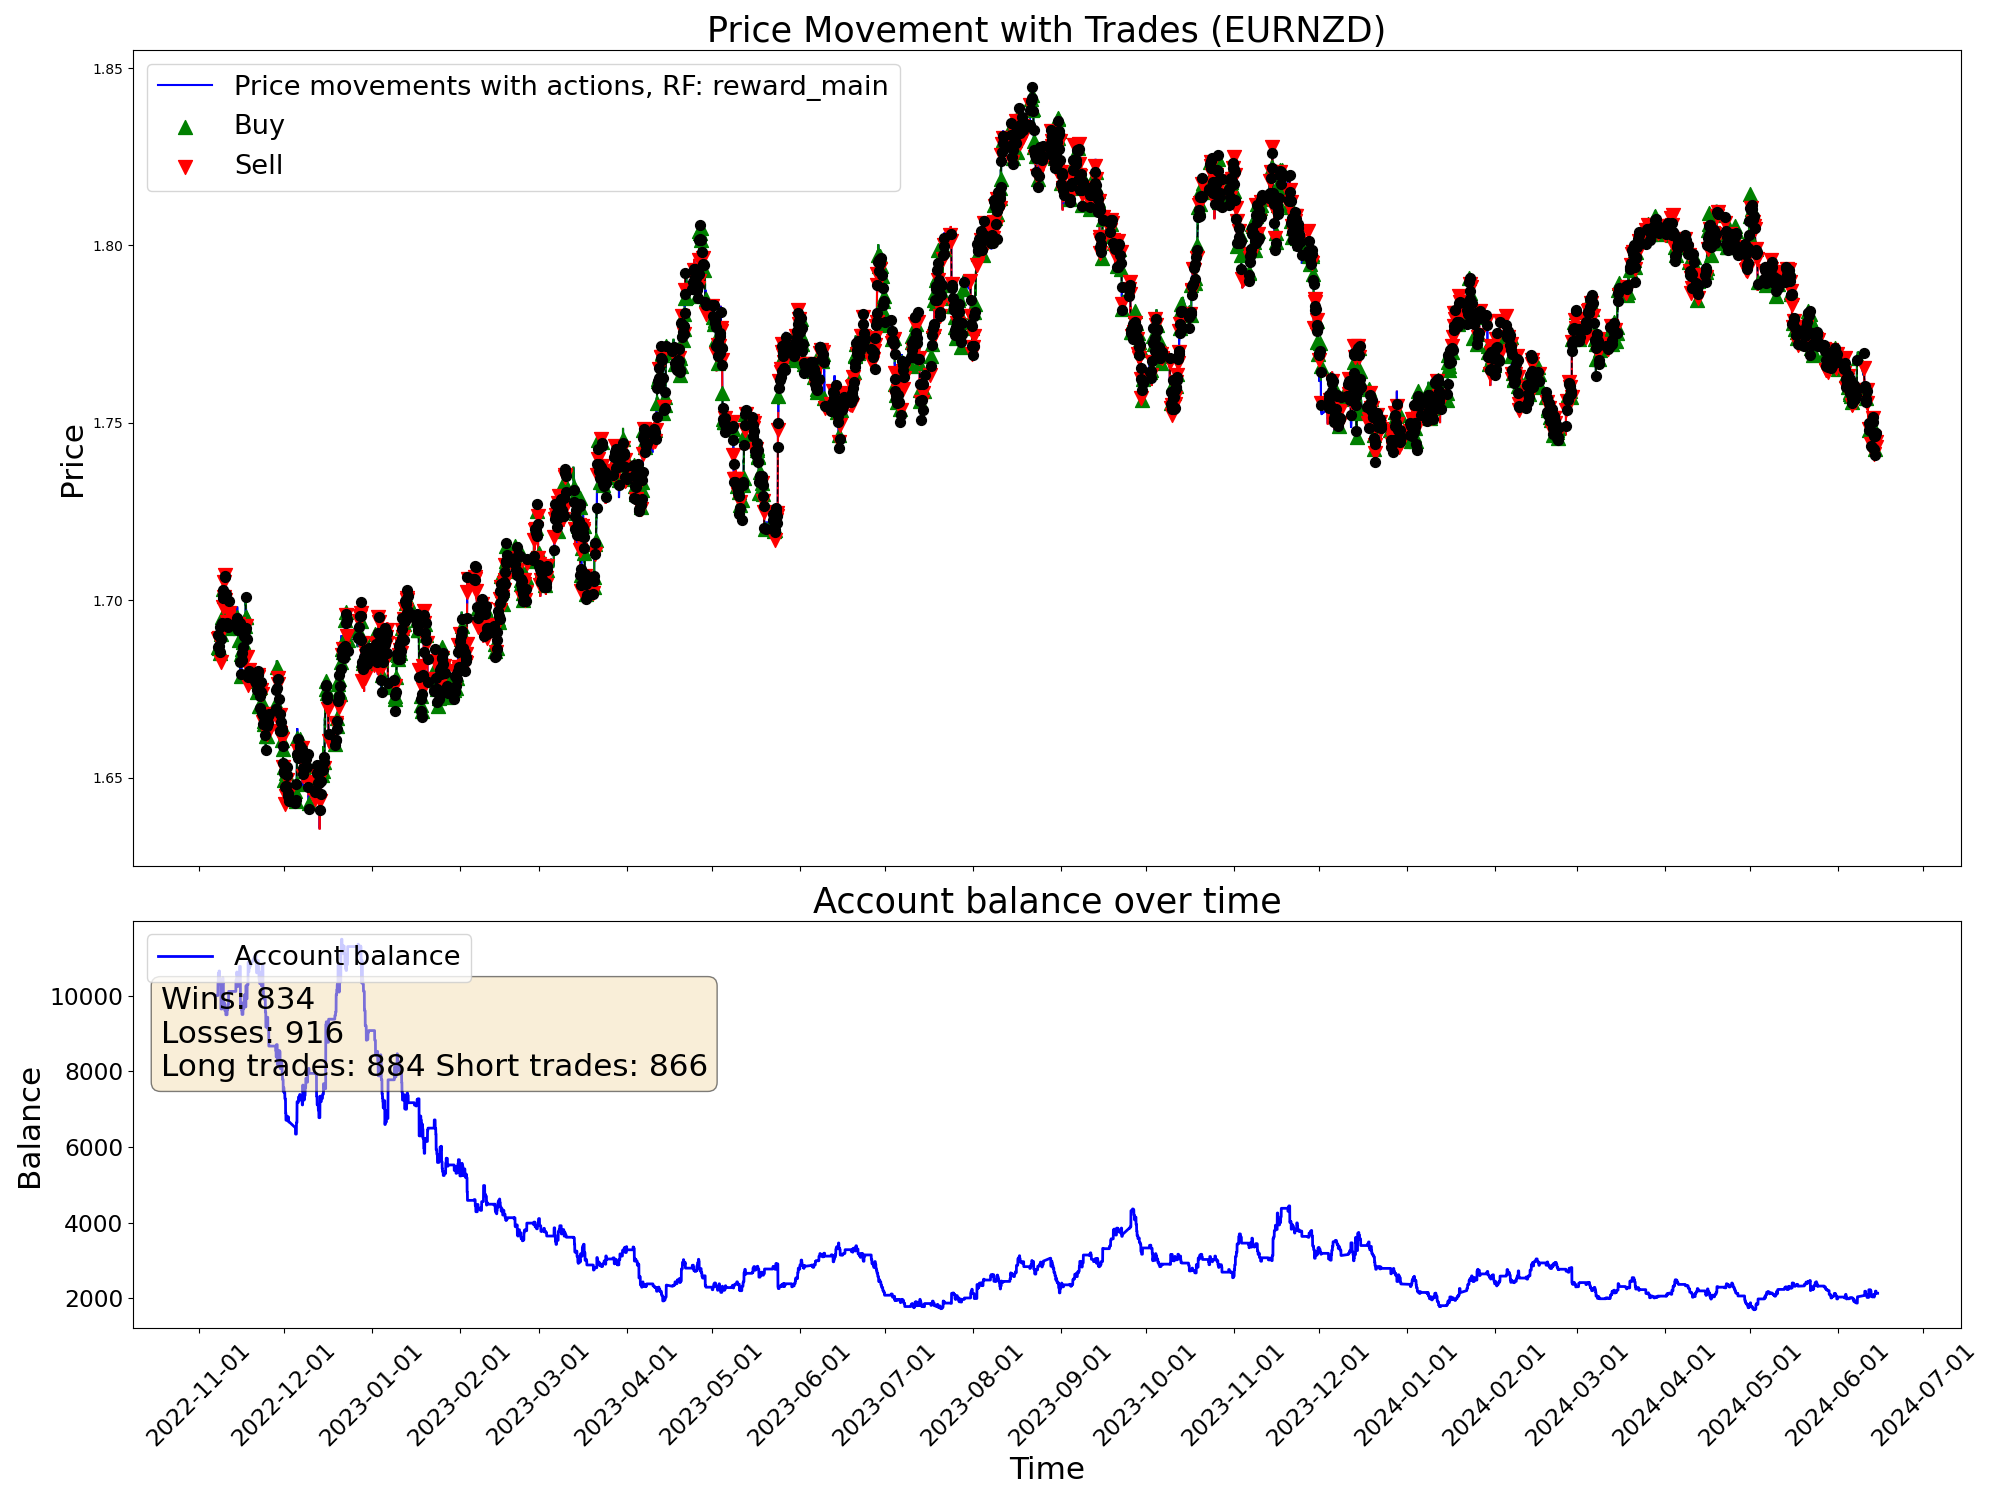 Price Movement with Trades (EURNZD)
Price movements with actions, RF: reward_main
Buy
Sell
Price
1.85
1.80
1.75
1.70
1.65
Account balance over time
Account balance
Wins: 834
Losses: 916
Long trades: 884 Short trades: 866
Balance
10000
8000
6000
4000
2000
2022-11-01
2022-12-01
2023-01-01
2023-02-01
2023-03-01
2023-04-01
2023-05-01
2023-06-01
2023-07-01
2023-08-01
2023-09-01
2023-10-01
2023-11-01
2023-12-01
2024-01-01
2024-02-01
2024-03-01
2024-04-01
2024-05-01
2024-06-01
2024-07-01
Time